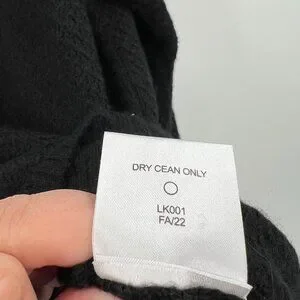 DRY CEAN ONLY
LK001
FA/22